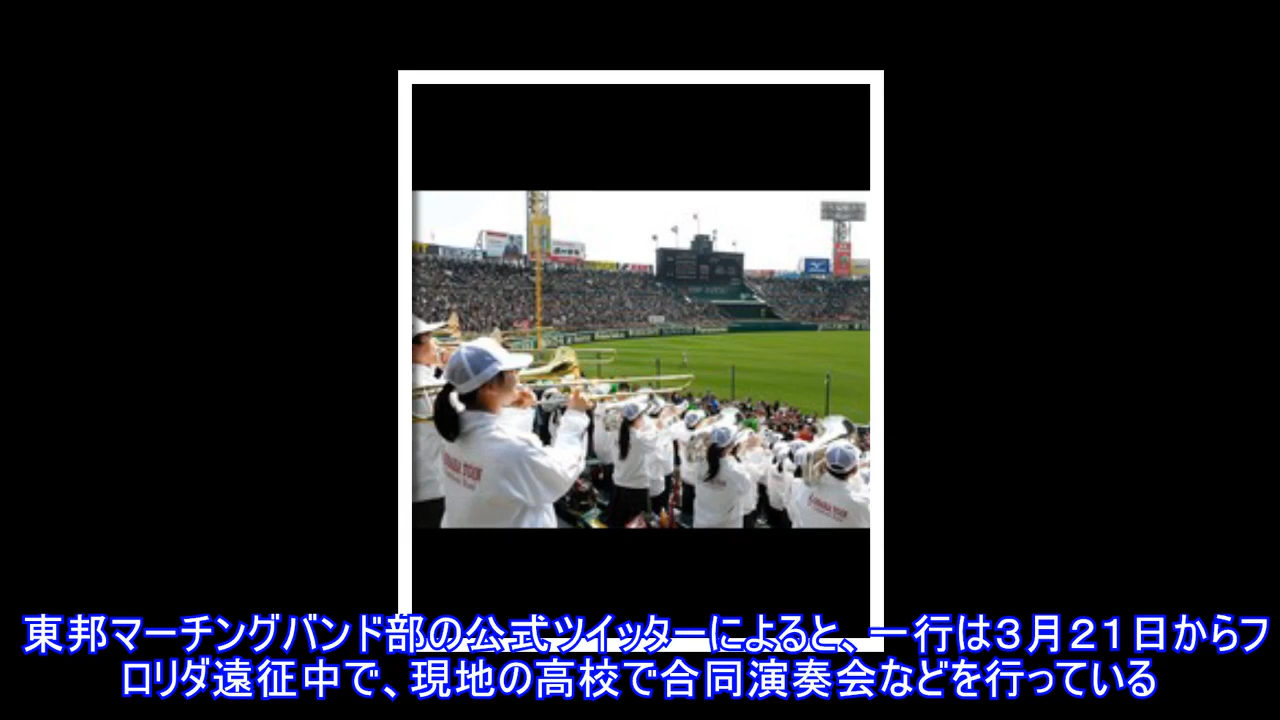 東邦マーチングバンド部の公式ツイッターによると、一行は３月２１日からフ
ロリダ遠征中で、現地の高校で合同演奏会などを行っている